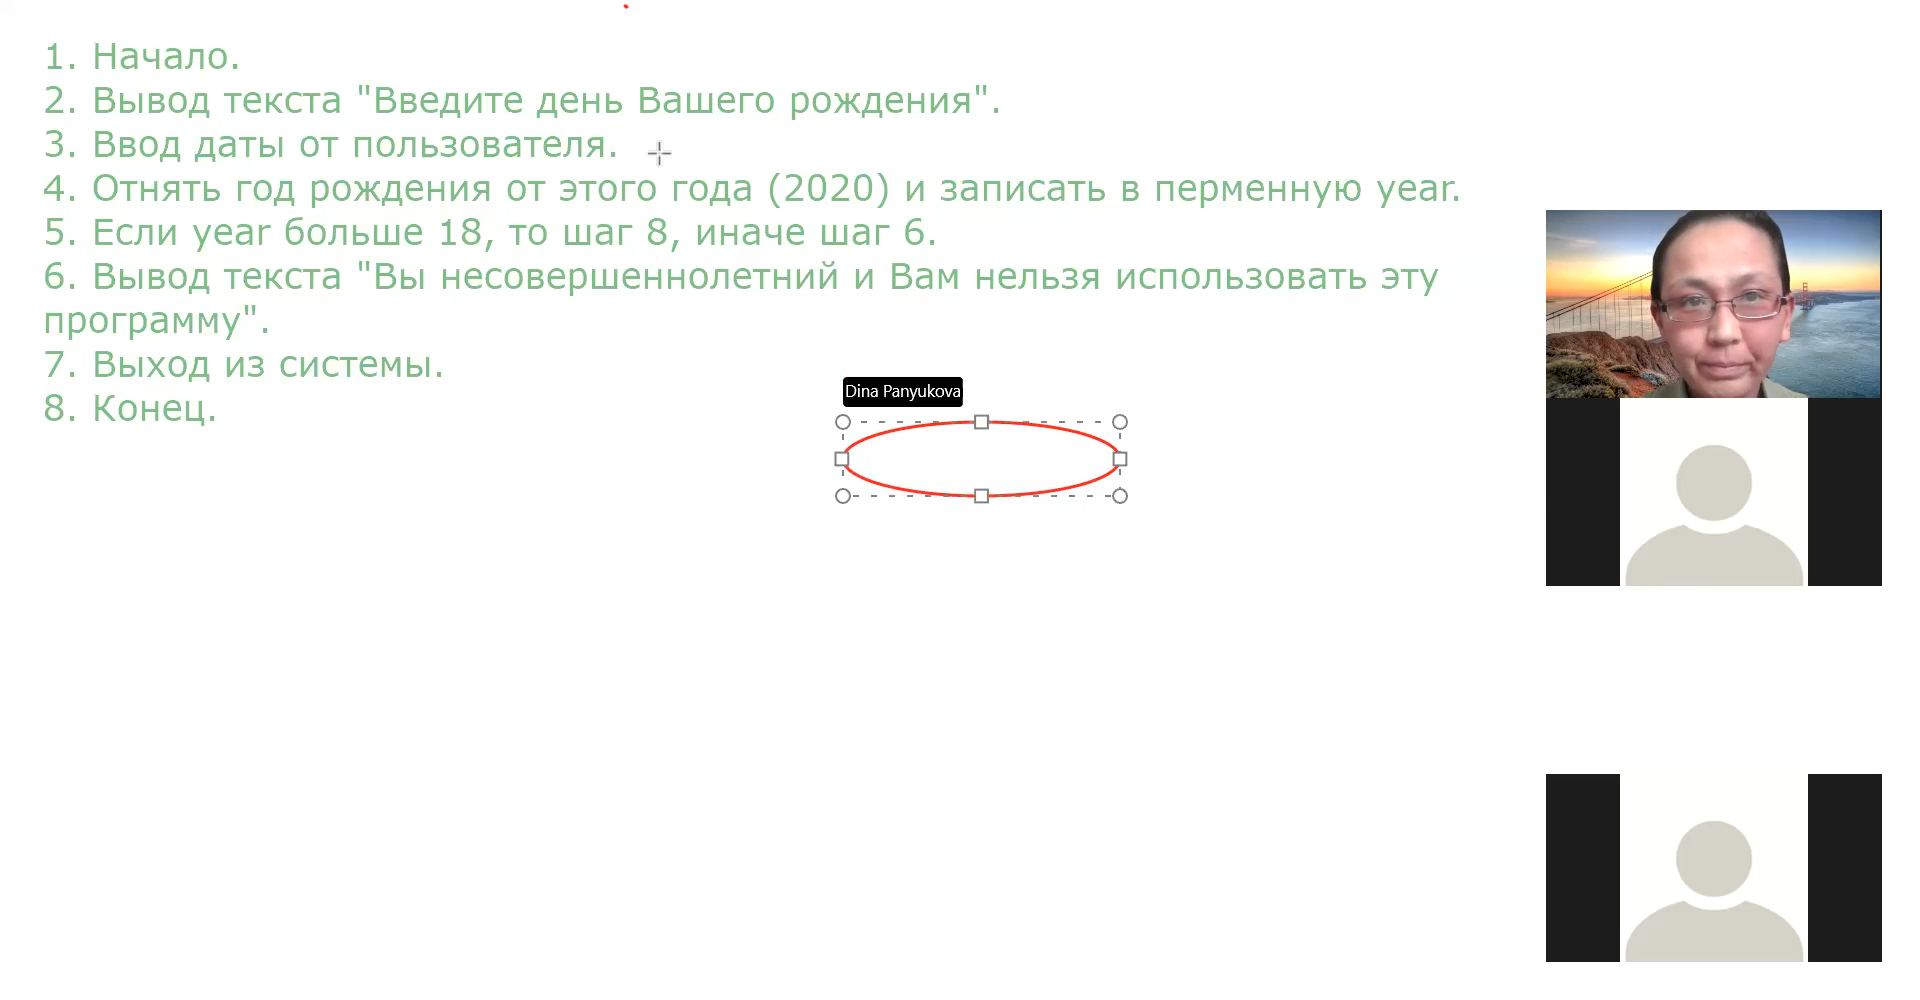 1. Начало.
2. Вывод текста "Введите день Вашего рождения".
3. Ввод даты от пользователя.
4. Отнять год рождения от этого года (2020) и записать в перменную year.
5. Если year больше 18, то шаг 8, иначе шаг 6.
6. Вывод текста "Вы несовершеннолетний и Вам нельзя использовать эту
программу".
7. Выход из системы.
8. Конец.
Dina Panyukova